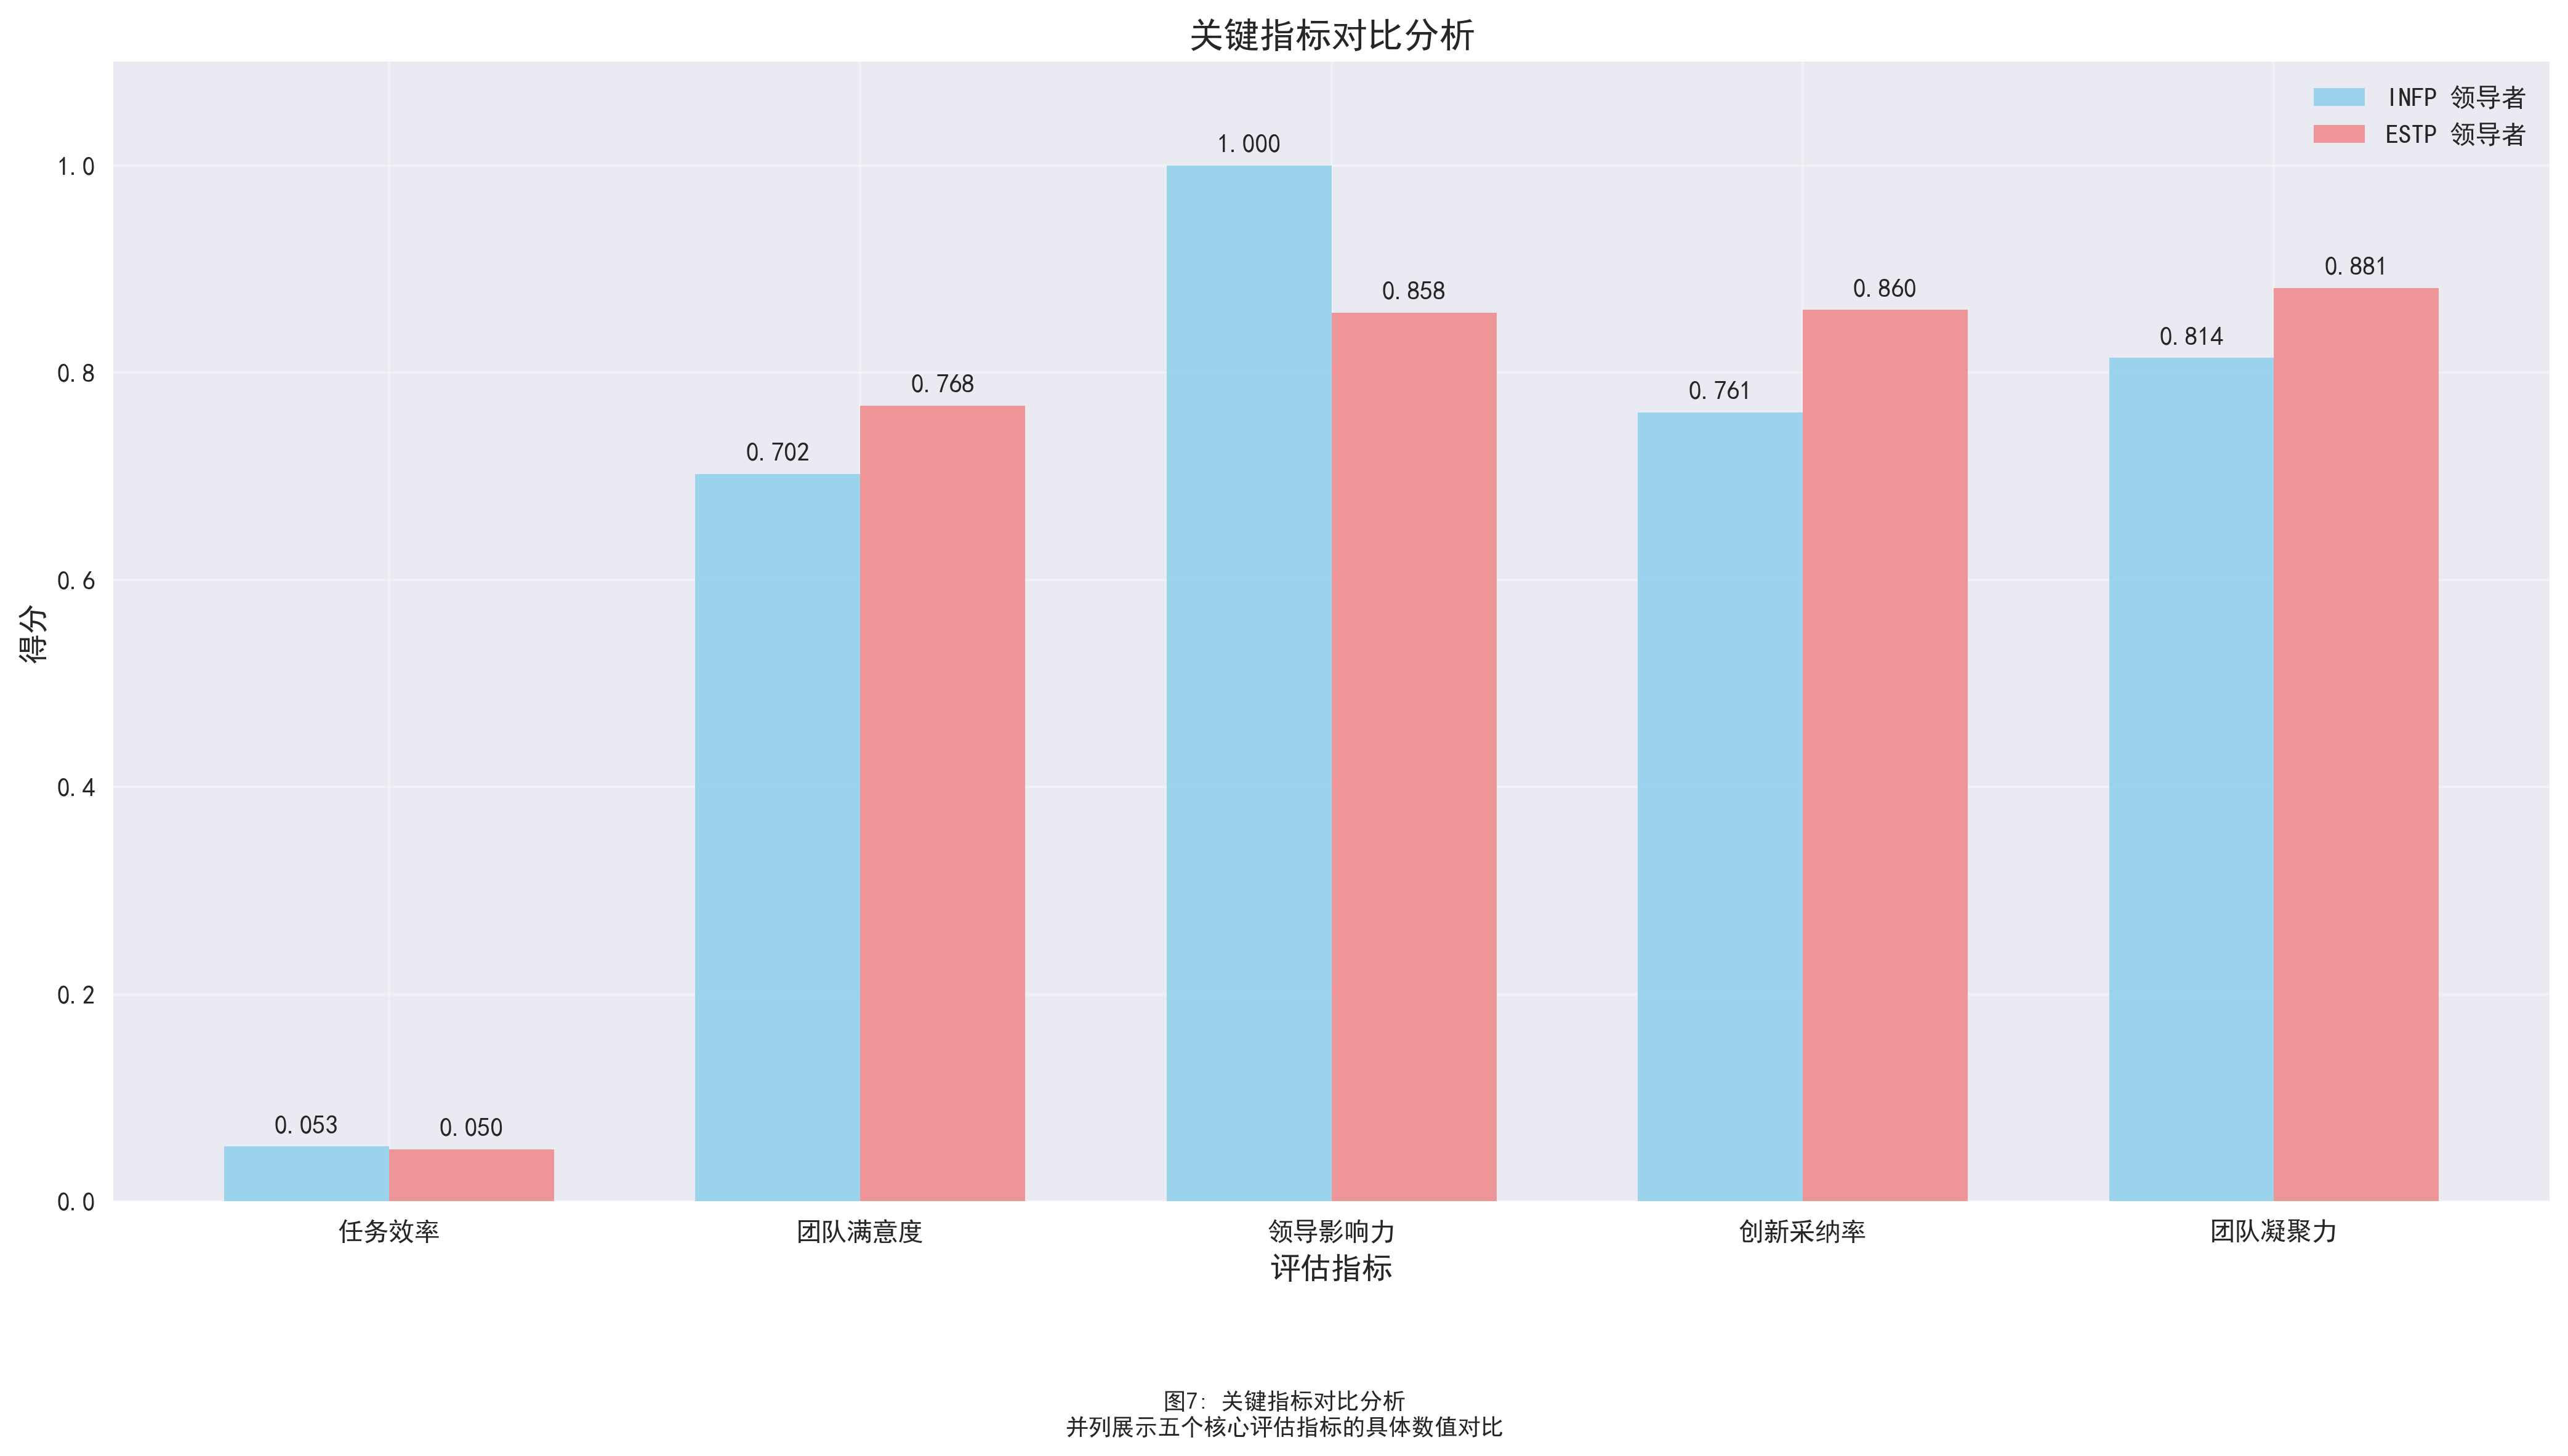 关键指标对比分析
INFP 领导者
ESTP 领导者
得分
1.0
0.8
0.6
0.4
0.2
0.0
0.053
0.050
0.702
0.768
1.000
0.858
0.761
0.860
0.814
0.881
任务效率
团队满意度
领导影响力
创新采纳率
团队凝聚力
评估指标
图7: 关键指标对比分析
并列展示五个核心评估指标的具体数值对比